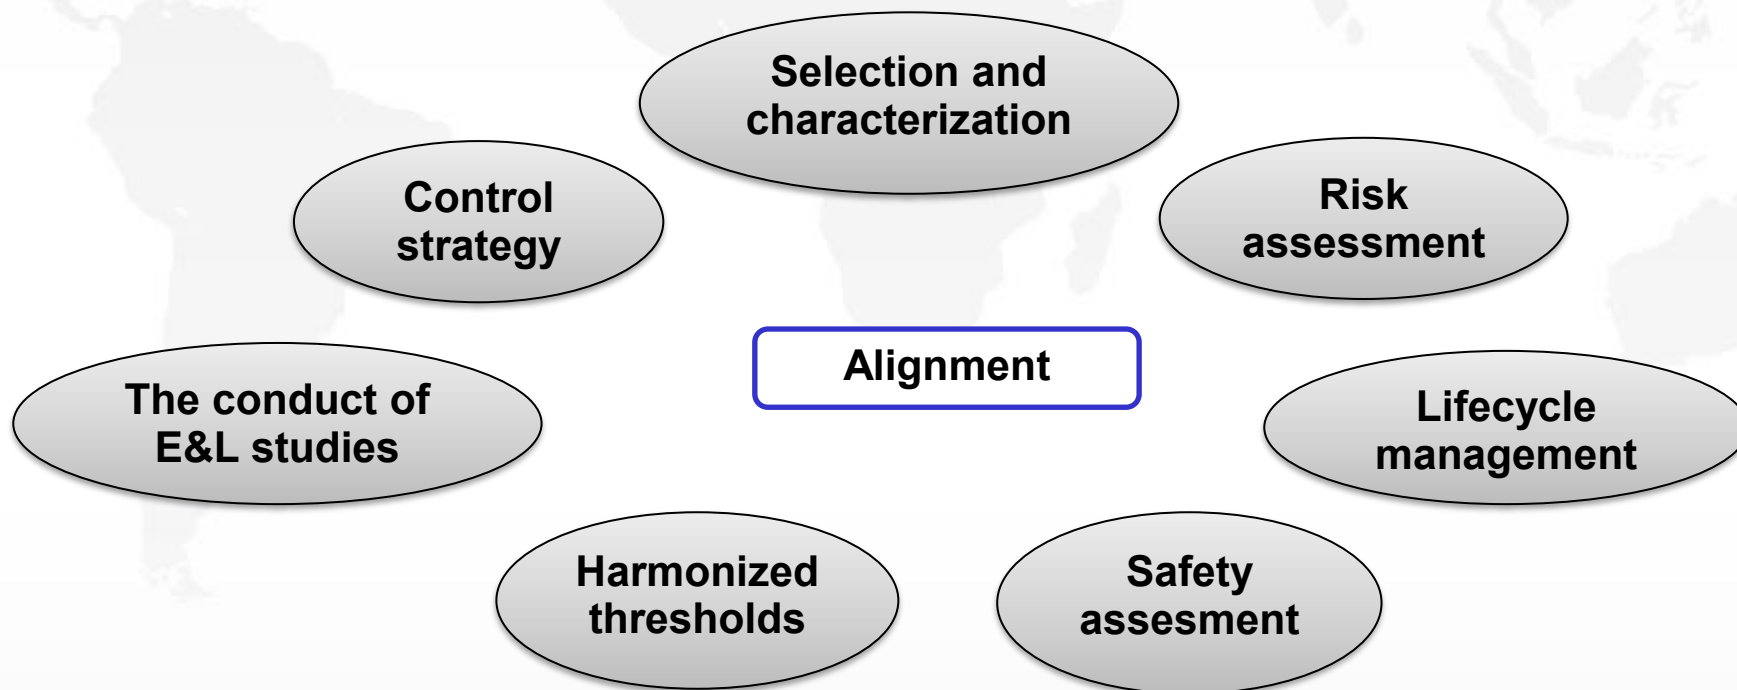 Selection and
characterization
Control
strategy
Risk
assessment
Alignment
The conduct of
E&L studies
Lifecycle
management
Harmonized
thresholds
Safety
assesment